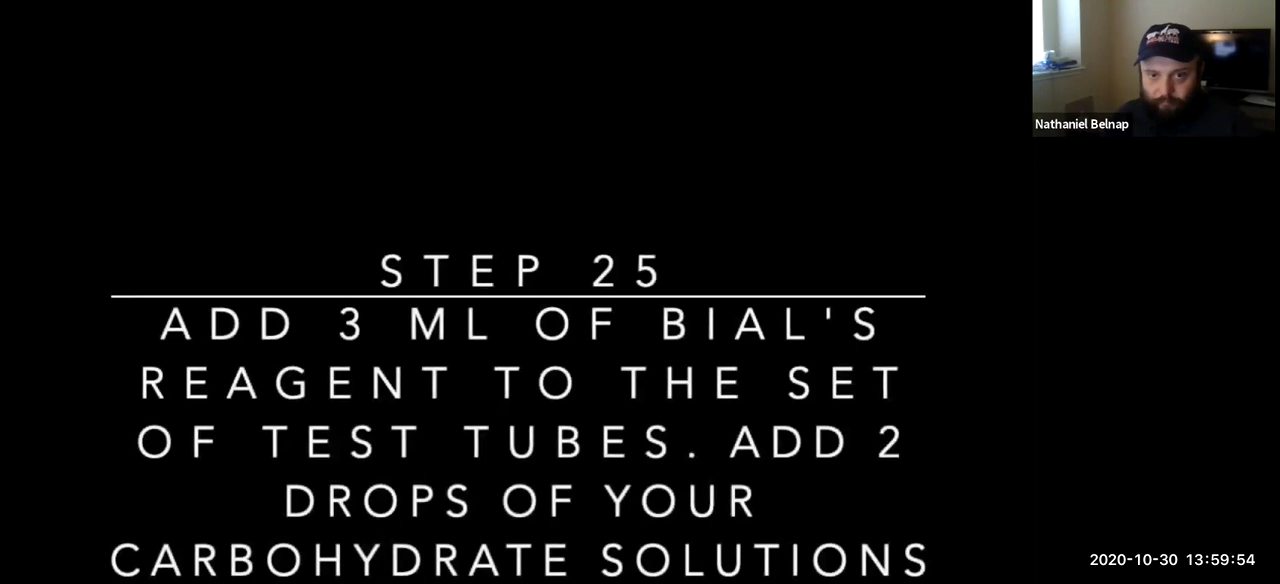 STEP 25
ADD 3 ML OF BIAL'S
REAGENT TO THE SET
OF TEST TUBES. ADD 2
DROPS OF YOUR
CARBOHYDRATE SOLUTIONS
Nathaniel Belnap
2020-10-30 13:59:54